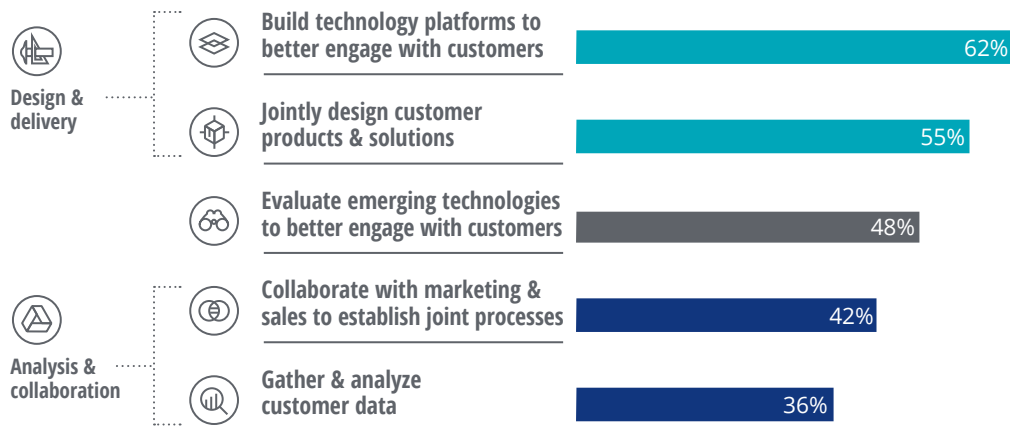 Build technology platforms to
better engage with customers
62%
Design &
delivery
Jointly design customer
products & solutions
55%
Evaluate emerging technologies
to better engage with customers
48%
Collaborate with marketing &
sales to establish joint processes
42%
Analysis &
collaboration
Gather & analyze
customer data
36%